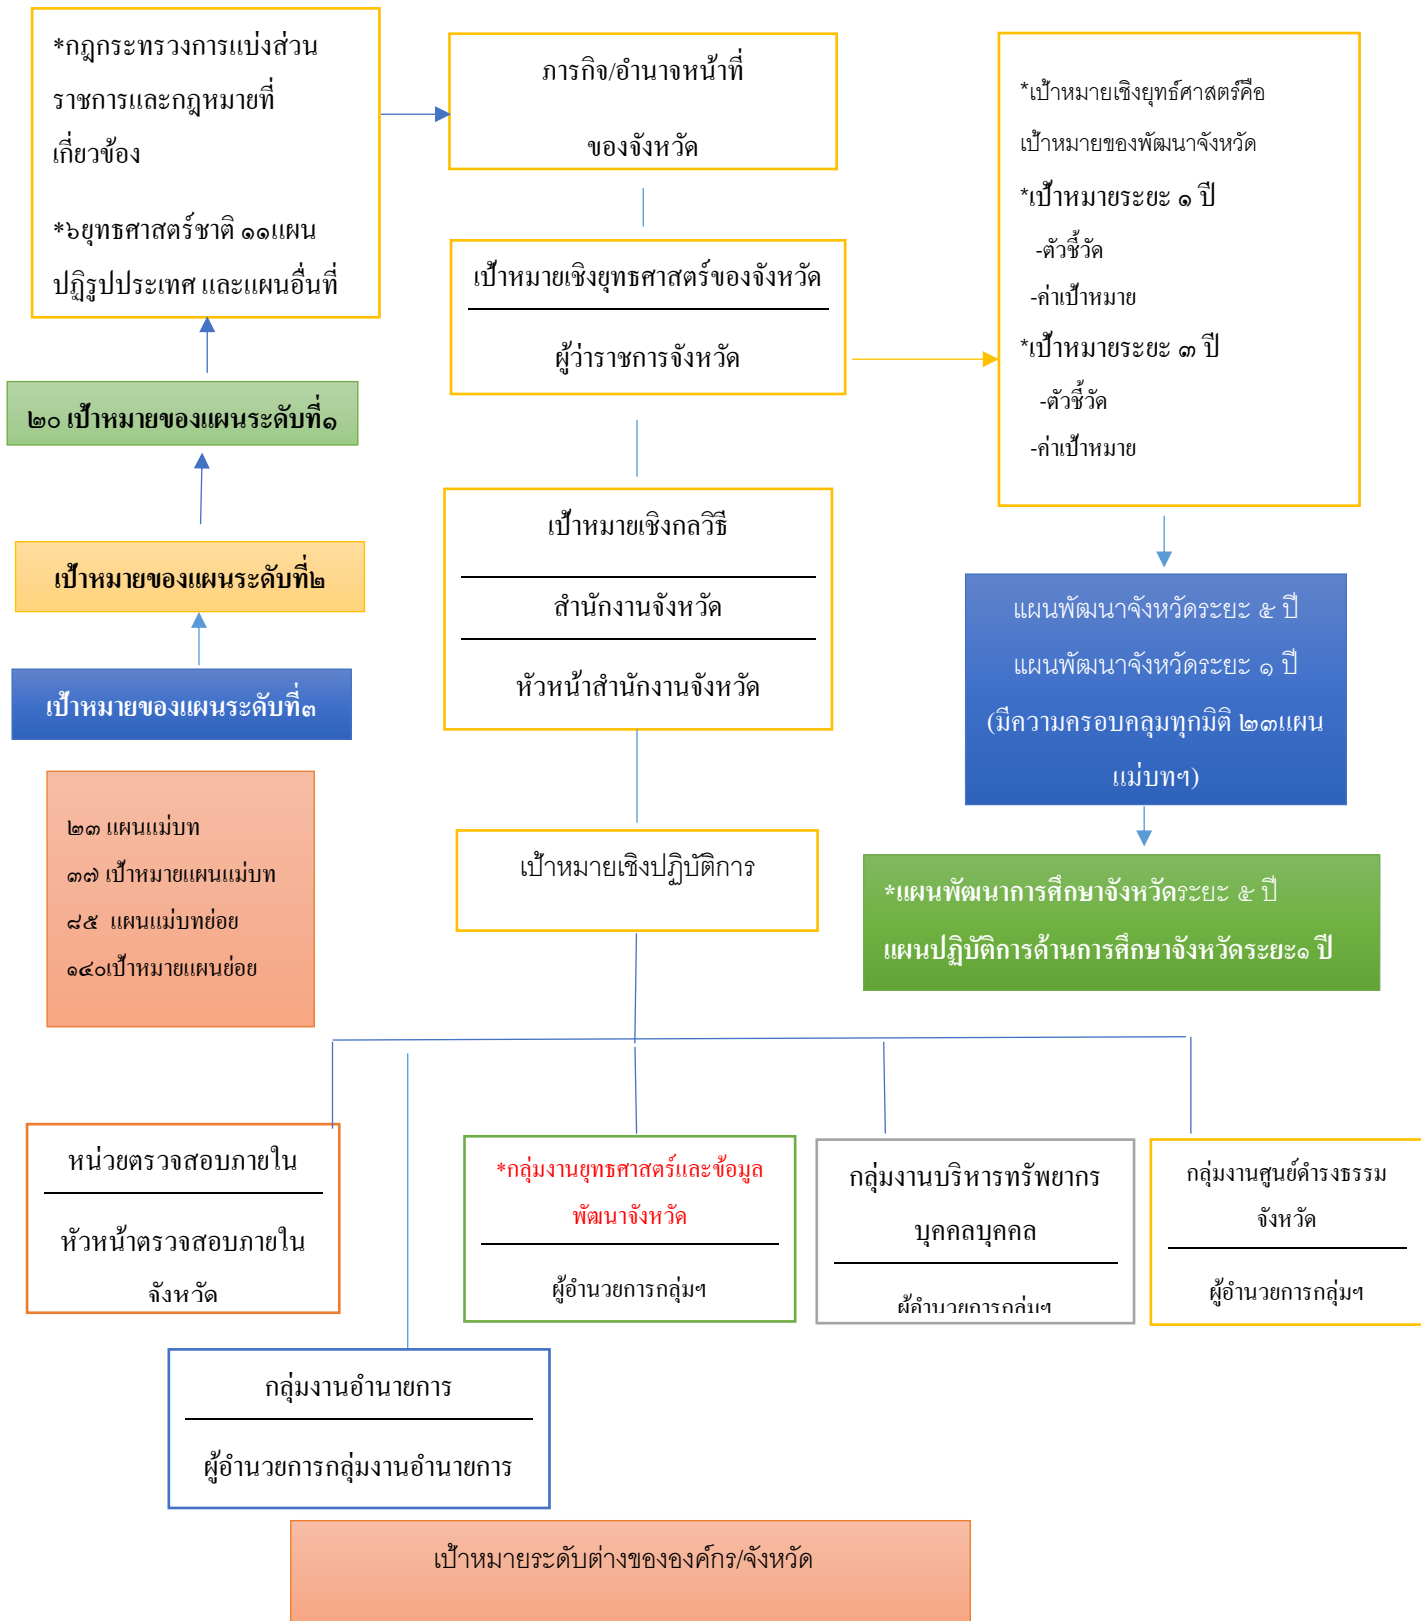 *กฎกระทรวงการแบ่งส่วน
ราชการและกฎหมายที่
เกี่ยวข้อง
*๖ยุทธศาสตร์ชาติ ๑๑แผน
ปฏิรูปประเทศ และแผนอื่นที่
๒๐ เป้าหมายของแผนระดับที่๑
เป้าหมายของแผนระดับที่๒
เป้าหมายของแผนระดับที่๓
๒๓ แผนแม่บท
๓๗ เป้าหมายแผนแม่บท
๘๕ แผนแม่บทย่อย
๑๔๐เป้าหมายแผนย่อย
ภารกิจ/อำนาจหน้าที่
ของจังหวัด
เป้าหมายเชิงยุทธศาสตร์ของจังหวัด
ผู้ว่าราชการจังหวัด
เป้าหมายเชิงกลวิธี
สำนักงานจังหวัด
หัวหน้าสำนักงานจังหวัด
เป้าหมายเชิงปฏิบัติการ
*เป้าหมายเชิงยุทธ์ศาสตร์คือ
เป้าหมายของพัฒนาจังหวัด
*เป้าหมายระยะ ๑ ปี
-ตัวชี้วัด
-ค่าเป้าหมาย
*เป้าหมายระยะ ๓ ปี
-ตัวชี้วัด
-ค่าเป้าหมาย
แผนพัฒนาจังหวัดระยะ ๕ ปี
แผนพัฒนาจังหวัดระยะ ๑ ปี
(มีความครอบคลุมทุกมิติ ๒๓แผน
แม่บทฯ)
*แผนพัฒนาการศึกษาจังหวัดระยะ ๕ ปี
แผนปฏิบัติการด้านการศึกษาจังหวัดระยะ๑ ปี
หน่วยตรวจสอบภายใน
หัวหน้าตรวจสอบภายใน
จังหวัด
*กลุ่มงานยุทธศาสตร์และข้อมูล
พัฒนาจังหวัด
ผู้อำนวยการกลุ่มฯ
กลุ่มงานบริหารทรัพยากร
บุคคลบุคคล
ผู้อำนวยการกลุ่มฯ
กลุ่มงานศูนย์ดำรงธรรม
จังหวัด
ผู้อำนวยการกลุ่มฯ
กลุ่มงานอำนายการ
ผู้อำนวยการกลุ่มงานอำนายการ
เป้าหมายระดับต่างขององค์กร/จังหวัด